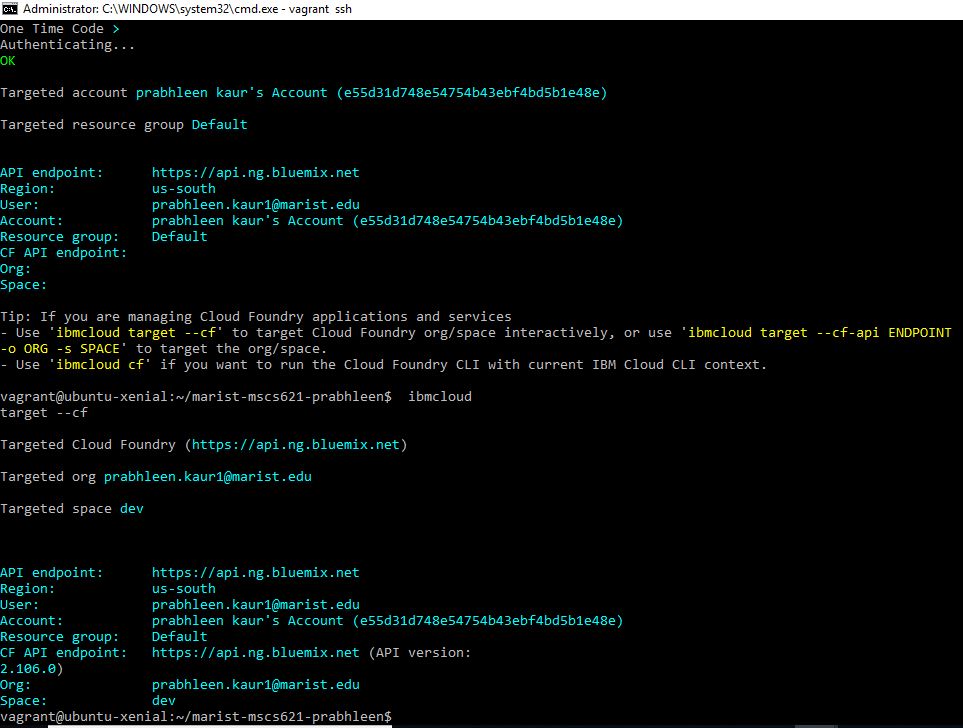 Administrator: C:\WINDOWS\system32\cmd.exe - vagrant ssh
One Time Code >
Authenticating...
OK
Targeted account prabhleen kaur's Account (e55d31d748e54754b43ebf4bd5b1e48e)
Targeted resource group Default
API endpoint:      https://api.ng.bluemix.net
Region:            us-south
User:              prabhleen.kaur1@marist.edu
Account:           prabhleen kaur's Account (e55d31d748e54754b43ebf4bd5b1e48e)
Resource group:    Default
CF API endpoint:
Org:
Space:
Tip: If you are managing Cloud Foundry applications and services
- Use 'ibmcloud target --cf' to target Cloud Foundry org/space interactively, or use 'ibmcloud target --cf-api ENDPOINT
-o ORG -s SPACE' to target the org/space.
- Use 'ibmcloud cf' if you want to run the Cloud Foundry CLI with current IBM Cloud CLI context.
vagrant@ubuntu-xenial:~/marist-mscs621-prabhleen$  ibmcloud
target --cf
Targeted Cloud Foundry (https://api.ng.bluemix.net)
Targeted org prabhleen.kaur1@marist.edu
Targeted space dev
API endpoint:      https://api.ng.bluemix.net
Region:            us-south
User:              prabhleen.kaur1@marist.edu
Account:           prabhleen kaur's Account (e55d31d748e54754b43ebf4bd5b1e48e)
Resource group:    Default
CF API endpoint:   https://api.ng.bluemix.net (API version:
2.106.0)
Org:               prabhleen.kaur1@marist.edu
Space:             dev
vagrant@ubuntu-xenial:~/marist-mscs621-prabhleen$